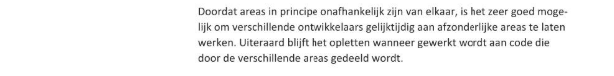 Doordat areas in principe onafhankelijk zijn van elkaar, is het zeer goed moge-
lijk om verschillende ontwikkelaars gelijktijdig aan afzonderlijke areas te laten
werken. Uiteraard blijft het opletten wanneer gewerkt wordt aan code die
door de verschillende areas gedeeld wordt.